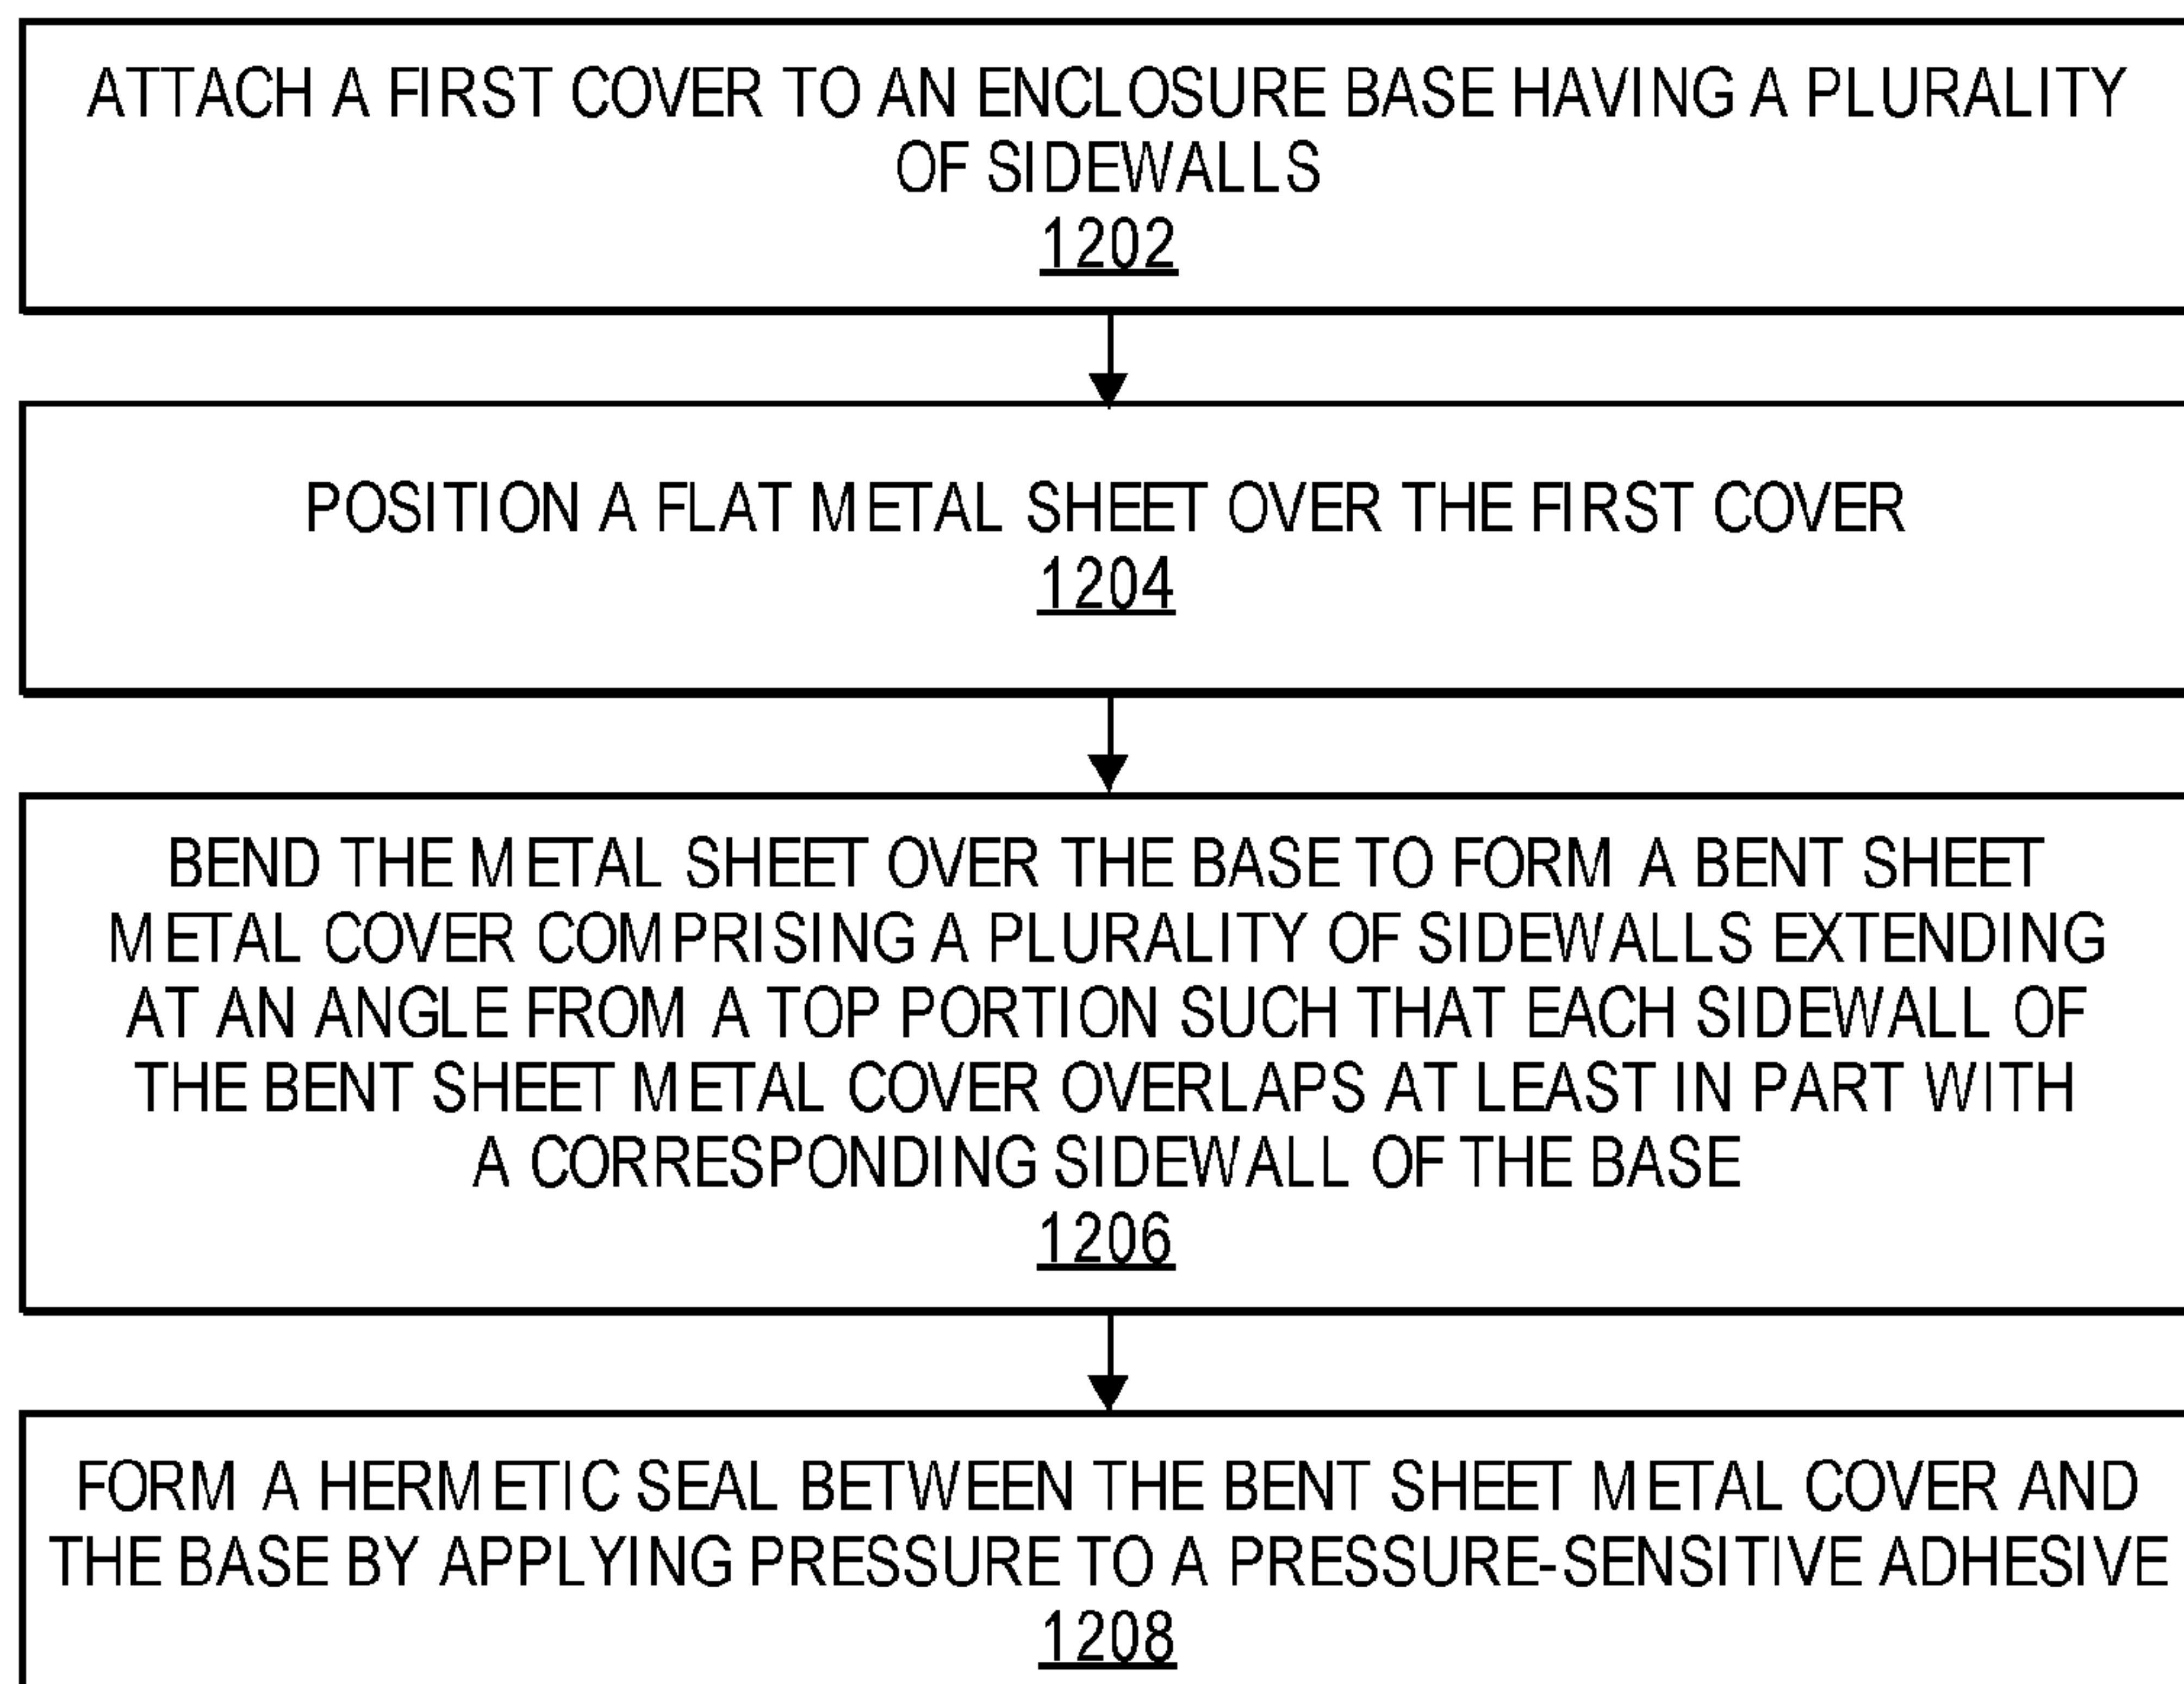 ATTACH A FIRST COVER TO AN ENCLOSURE BASE HAVING A PLURALITY
OF SIDEWALLS
1202
POSITION A FLAT METAL SHEET OVER THE FIRST COVER
1204
BEND THE METAL SHEET OVER THE BASE TO FORM A BENT SHEET
METAL COVER COMPRISING A PLURALITY OF SIDEWALLS EXTENDING
AT AN ANGLE FROM A TOP PORTION SUCH THAT EACH SIDEWALL OF
THE BENT SHEET METAL COVER OVERLAPS AT LEAST IN PART WITH
A CORRESPONDING SIDEWALL OF THE BASE
1206
FORM A HERMETIC SEAL BETWEEN THE BENT SHEET METAL COVER AND
THE BASE BY APPLYING PRESSURE TO A PRESSURE-SENSITIVE ADHESIVE
1208